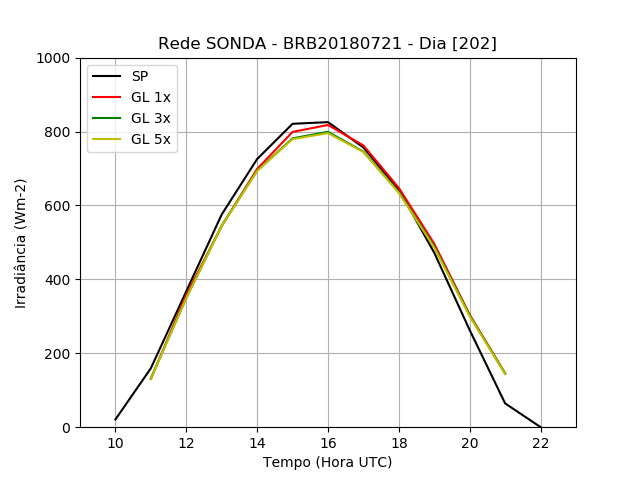 Rede SONDA - BRB20180721 - Dia [202]
1000
800
600
400
200
0
Irradiância (Wm-2)
SP
GL 1x
GL 3x
GL 5x
10 12 14 16 18 20 22
Tempo (Hora UTC)